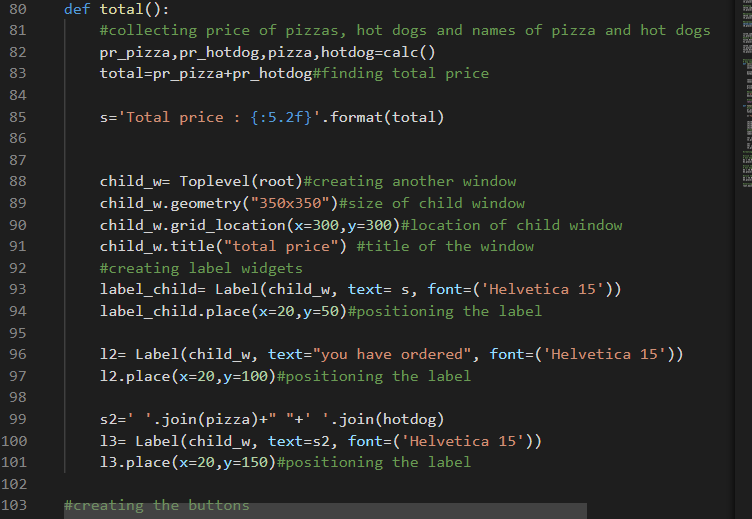 80 def total():
81 #collecting price of pizzas, hot dogs and names of pizza and hot dogs
82 pr_pizza,pr_hotdog,pizza,hotdog=calc()
83 total=pr_pizza+pr_hotdog#finding total price
84
85 s='Total price : {:5.2f}'.format(total)
86
87
88 child_w= Toplevel(root)#creating another window
89 child_w.geometry("350x350")#size of child window
90 child_w.grid_location(x=300,y=300)#location of child window
91 child_w.title("total price") #title of the window
92 #creating label widgets
93 label_child= Label(child_w, text= s, font=('Helvetica 15'))
94 label_child.place(x=20,y=50)#positioning the label
95
96 l2= Label(child_w, text="you have ordered", font=('Helvetica 15'))
97 l2.place(x=20,y=100)#positioning the label
98
99 s2=' '.join(pizza)+" "+' '.join(hotdog)
100 l3= Label(child_w, text=s2, font=('Helvetica 15'))
101 l3.place(x=20,y=150)#positioning the label
102
103 #creating the buttons